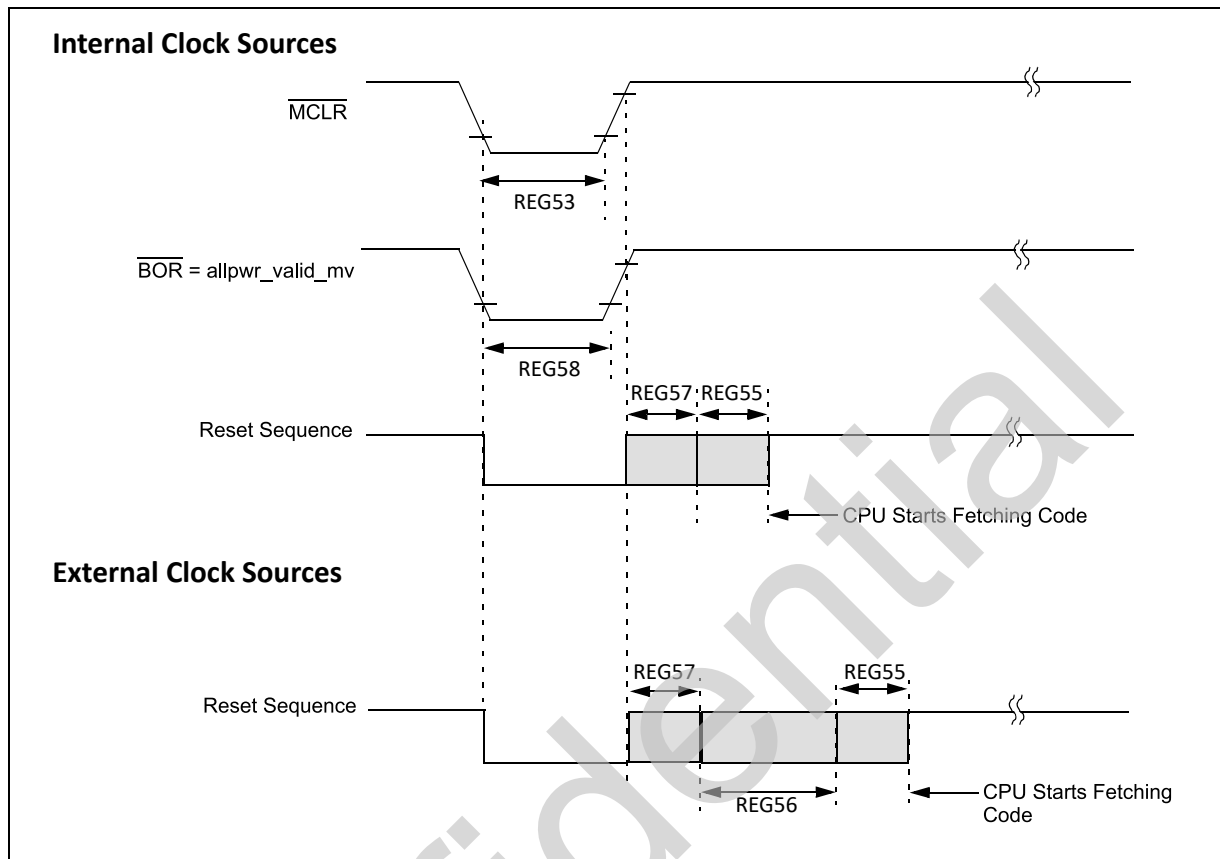 Internal Clock Sources
MCLR
REG53
BOR = allpwr_valid_mv
REG58
REG57 REG55
Reset Sequence
CPU Starts Fetching Code
External Clock Sources
REG57 REG55
Reset Sequence
REG56
CPU Starts Fetching
Code
fidential